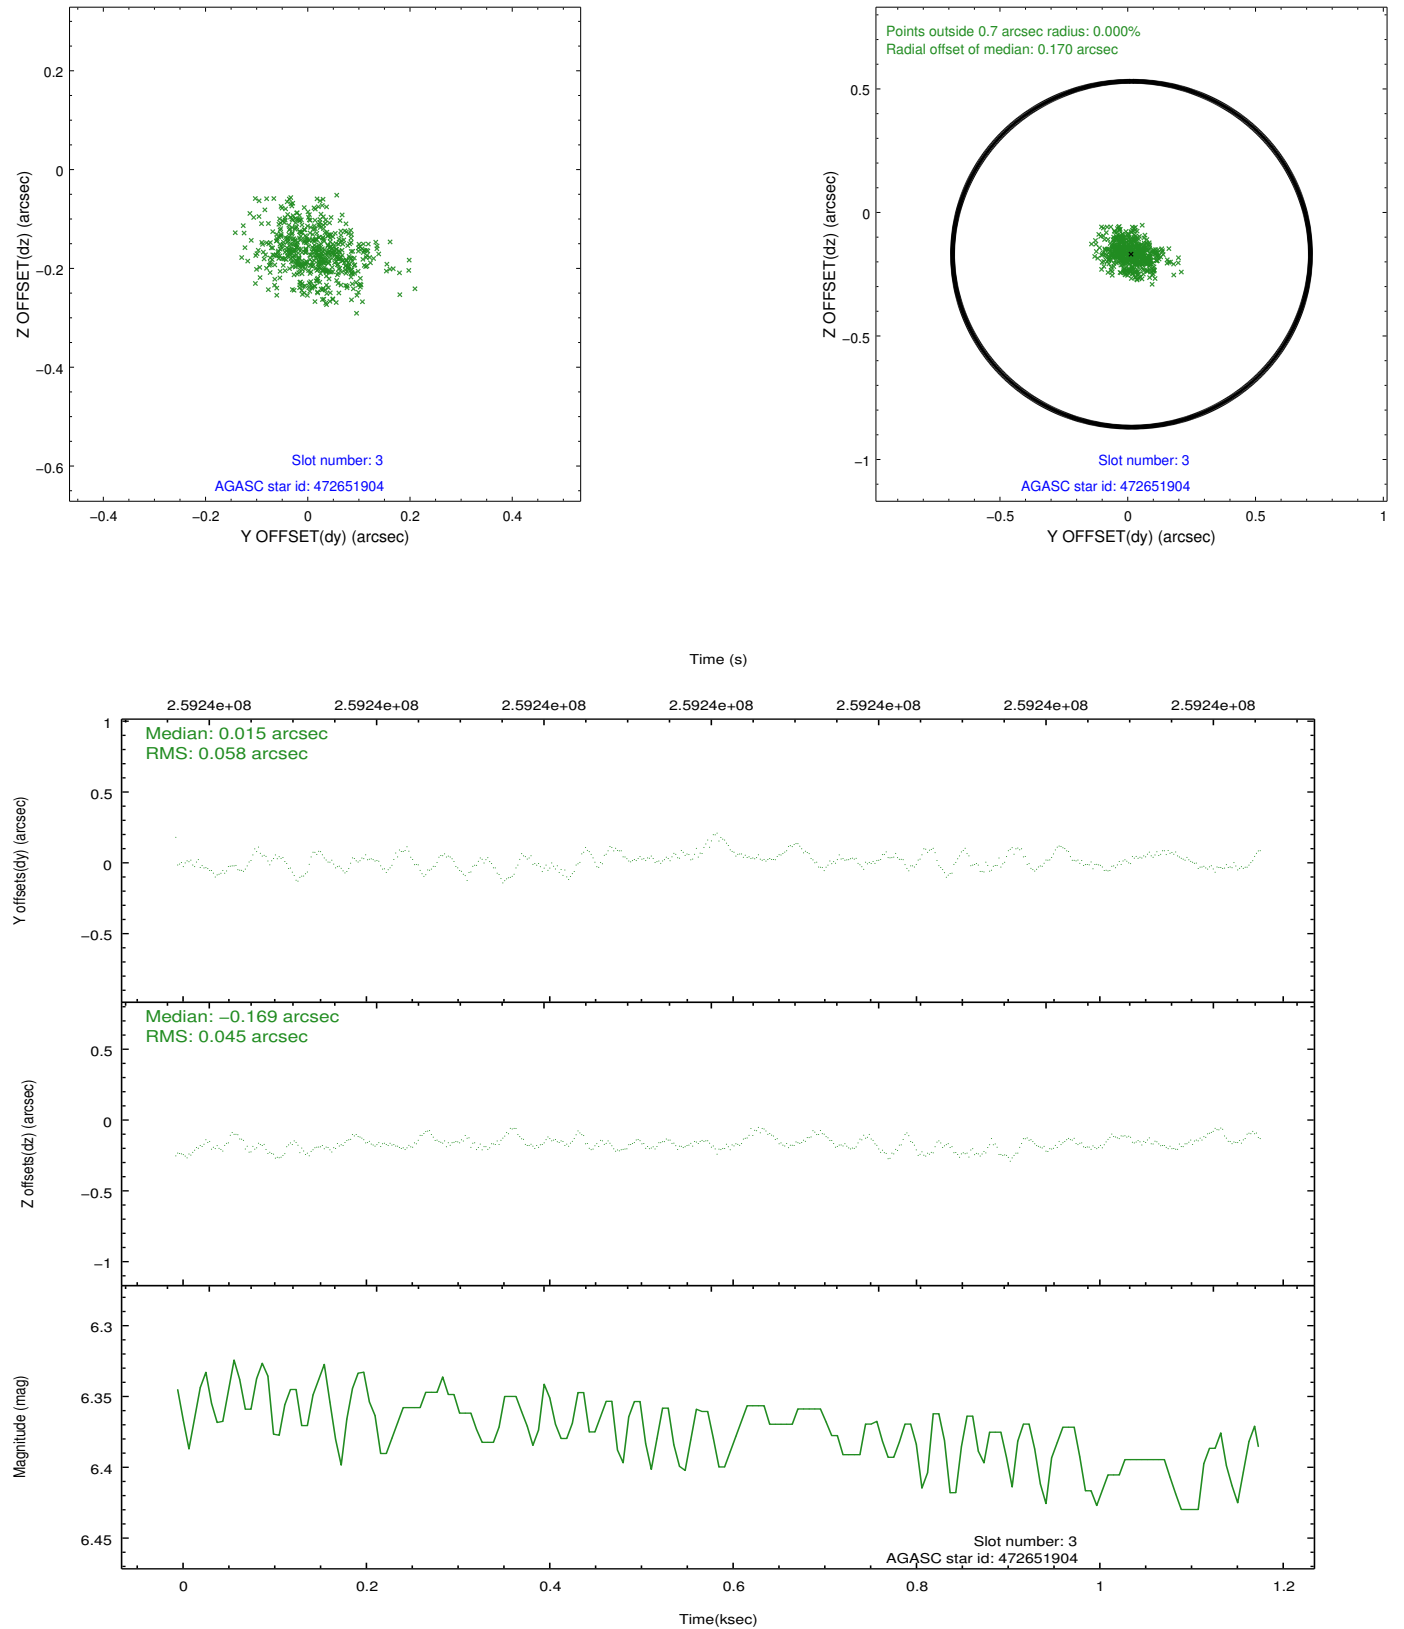 0.2
0
−0.2
−0.4
−0.6
Z OFFSET(dz) (arcsec)
Slot number: 3
AGASC star id: 472651904
−0.4 −0.2 0 0.2 0.4
Y OFFSET(dy) (arcsec)
Points outside 0.7 arcsec radius: 0.000%
Radial offset of median: 0.170 arcsec
0.5
0
−0.5
−1
Z OFFSET(dz) (arcsec)
Slot number: 3
AGASC star id: 472651904
−0.5 0 0.5 1
Y OFFSET(dy) (arcsec)
Time (s)
2.5924e+08 2.5924e+08 2.5924e+08 2.5924e+08 2.5924e+08 2.5924e+08 2.5924e+08
Median: 0.015 arcsec
RMS: 0.058 arcsec
1
0.5
0
−0.5
Y offsets(dy) (arcsec)
Median: −0.169 arcsec
RMS: 0.045 arcsec
0.5
0
−0.5
−1
Z offsets(dz) (arcsec)
6.3
6.35
6.4
6.45
Magnitude (mag)
Slot number: 3
AGASC star id: 472651904
0 0.2 0.4 0.6 0.8 1 1.2
Time(ksec)